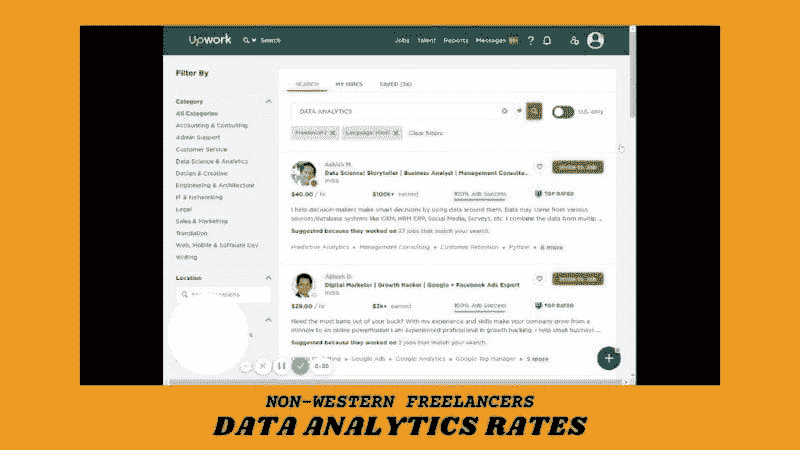 Upwork Search Jobs Talent Reports Messages ?
Filter By
SEARCH MY HIRES SAVED (34)
Category
All Categories
Accounting & Consulting
Admin Support
Customer Service
Data Science & Analytics
Design & Creative
Engineering & Architecture
IT & Networking
Legal
Sales & Marketing
Translation
Web, Mobile & Software Dev
Writing
Location
DATA ANALYTICS U.S. only
Clear filters
Ashish M.
Data Science| Storyteller | Business Analyst | Management Consulta...
India
$40.00 / hr $100k+ earned 100% Job Success TOP RATED
I help decision-makers make smart decisions by using data around them. Data may come from various
sources/database systems like CRM, HRM ERP, Social Media, Surveys, etc. I combine the data from multip ...
Suggested because they worked on 27 jobs that match your search.
Predictive Analytics Management Consulting Customer Retention Python 8 more
Digital Marketer | Growth Hacker | Google + Facebook Ads Expert
India
$29.00 / hr $3k+ earned 100% Job Success TOP RATED
Need the most bang out of your buck? With my experience and skills make your company grow from a
minnow to an online powerhouse I am experienced professional in growth hacking. I help small business ...
Suggested because they worked on 2 jobs that match your search.
Google Ads Google Analytics Google Tag Manager 5 more
NON-WESTERN FREELANCERS
DATA ANALYTICS RATES